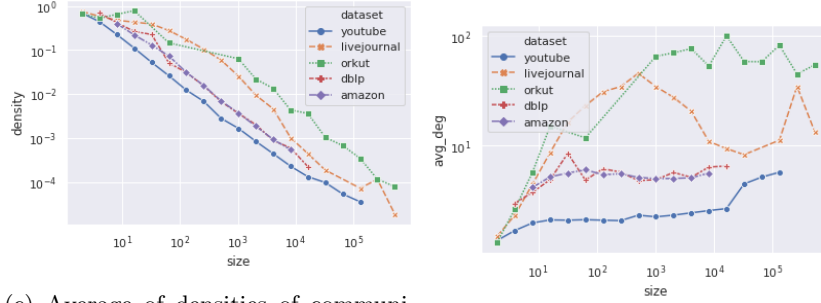 10^0
10^-1
10^-2
10^-3
10^-4
density
10^1 10^2 10^3 10^4 10^5
size
dataset
youtube
livejournal
orkut
dblp
amazon
10^2
10^1
avg_deg
10^1 10^2 10^3 10^4 10^5
size
dataset
youtube
livejournal
orkut
dblp
amazon
(c) Average of densities of communi-